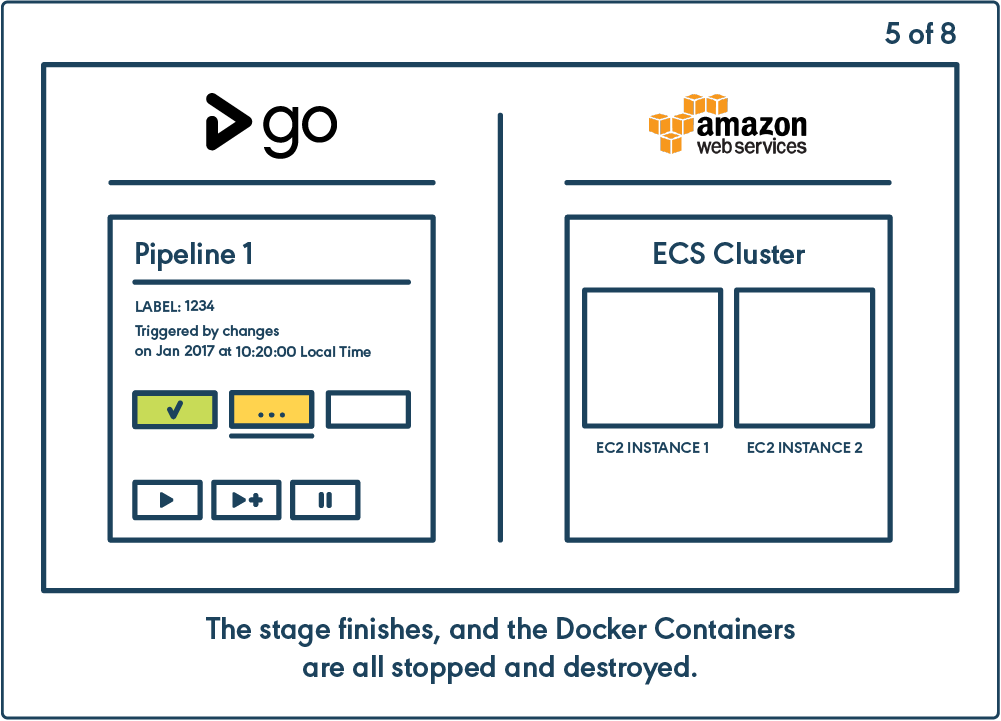 5 of 8
go
amazon
web services
Pipeline 1
LABEL: 1234
Triggered by changes
on Jan 2017 at 10:20:00 Local Time
...
ECS Cluster
EC2 INSTANCE 1
EC2 INSTANCE 2
The stage finishes, and the Docker Containers
are all stopped and destroyed.